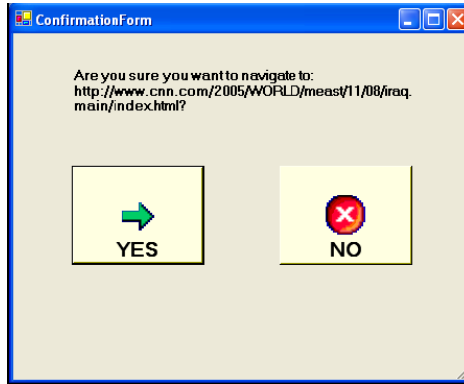 ConfirmationForm
Are you sure you want to navigate to:
http://www.cnn.com/2005/WORLD/meast/11/08/iraq.
main/index.html?
YES
NO